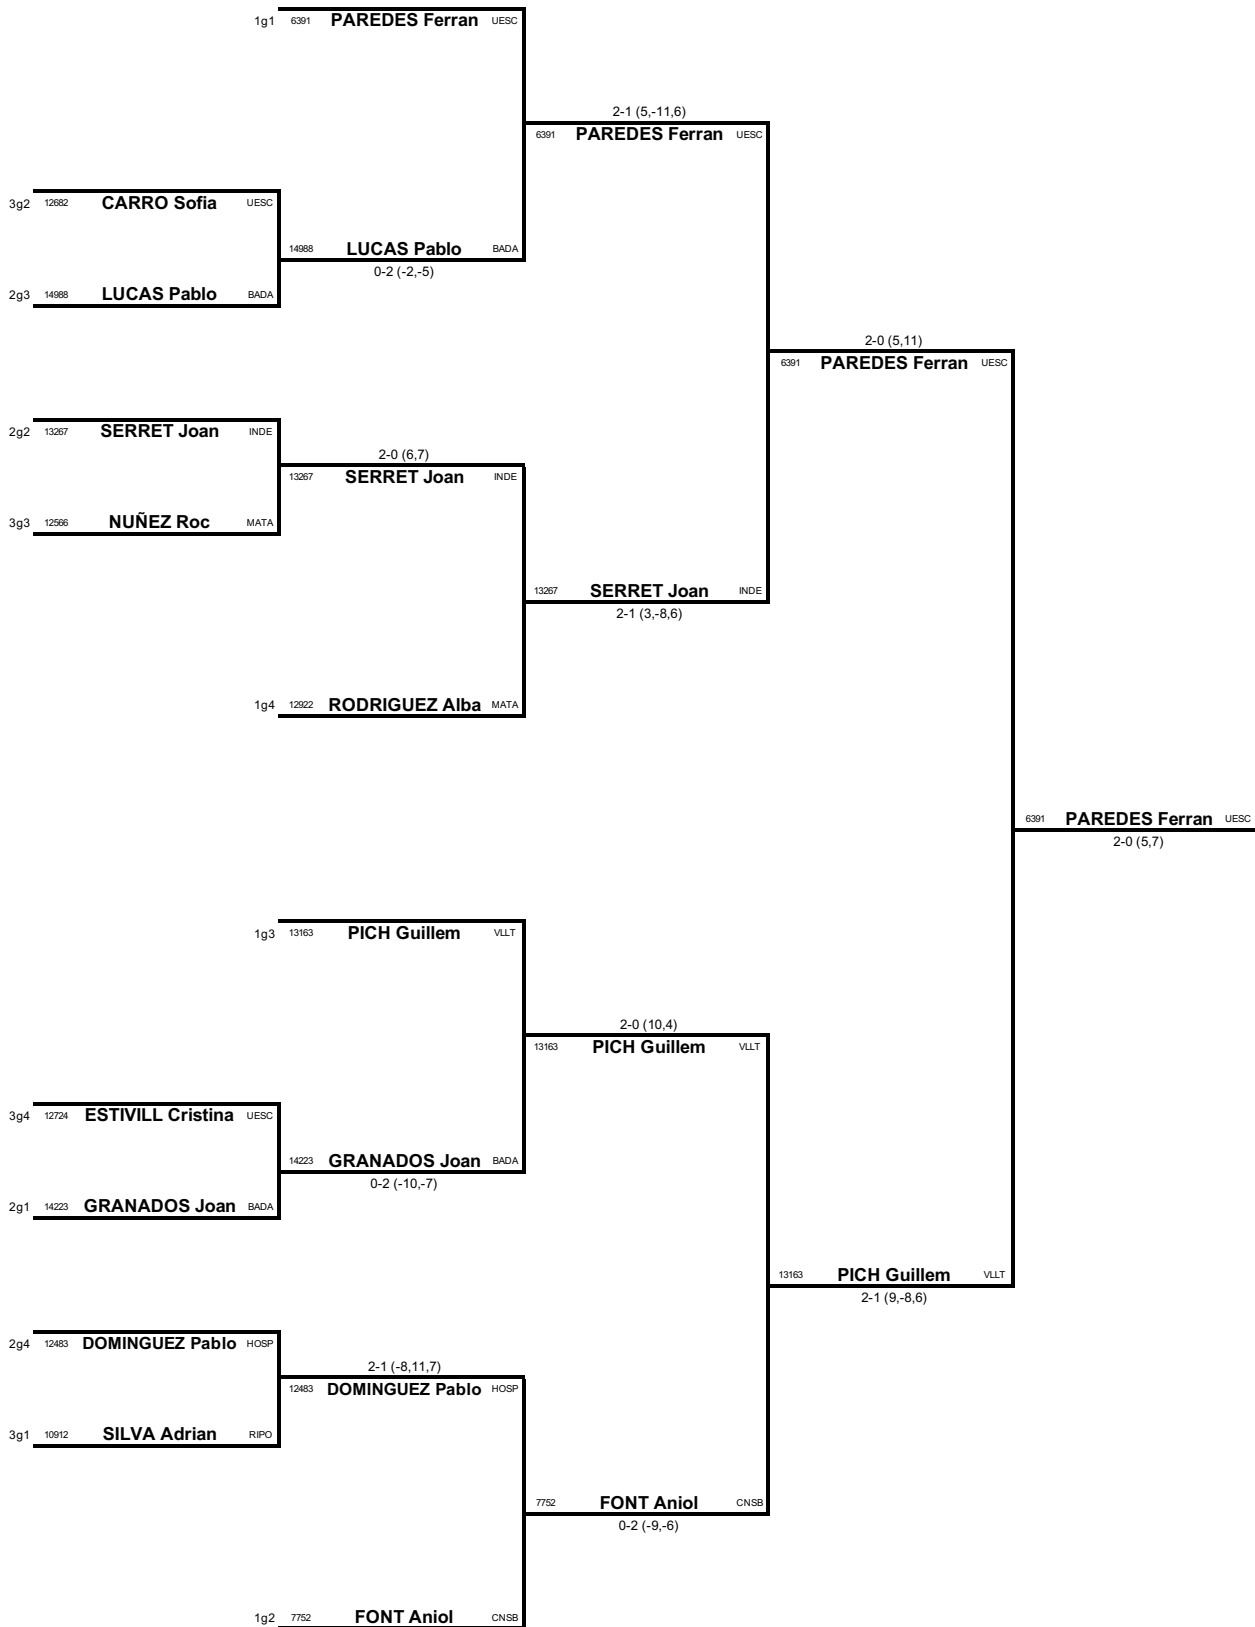 1g1 6391 PAREDES Ferran UESC
2-1 (5,-11,6)
6391 PAREDES Ferran UESC
3g2 12682 CARRO Sofia UESC
14988 LUCAS Pablo BADA
0-2 (-2,-5)
2g3 14988 LUCAS Pablo BADA
2-0 (5,11)
6391 PAREDES Ferran UESC
2g2 13267 SERRET Joan INDE
2-0 (6,7)
13267 SERRET Joan INDE
3g3 12566 NUÑEZ Roc MATA
13267 SERRET Joan INDE
2-1 (3,-8,6)
1g4 12922 RODRIGUEZ Alba MATA
6391 PAREDES Ferran UESC
2-0 (5,7)
1g3 13163 PICH Guillem VLLT
2-0 (10,4)
13163 PICH Guillem VLLT
3g4 12724 ESTIVILL Cristina UESC
14223 GRANADOS Joan BADA
0-2 (-10,-7)
2g1 14223 GRANADOS Joan BADA
13163 PICH Guillem VLLT
2-1 (9,-8,6)
2g4 12483 DOMINGUEZ Pablo HOSP
2-1 (-8,11,7)
12483 DOMINGUEZ Pablo HOSP
3g1 10912 SILVA Adrian RIPO
7752 FONT Aniol CNSB
0-2 (-9,-6)
1g2 7752 FONT Aniol CNSB